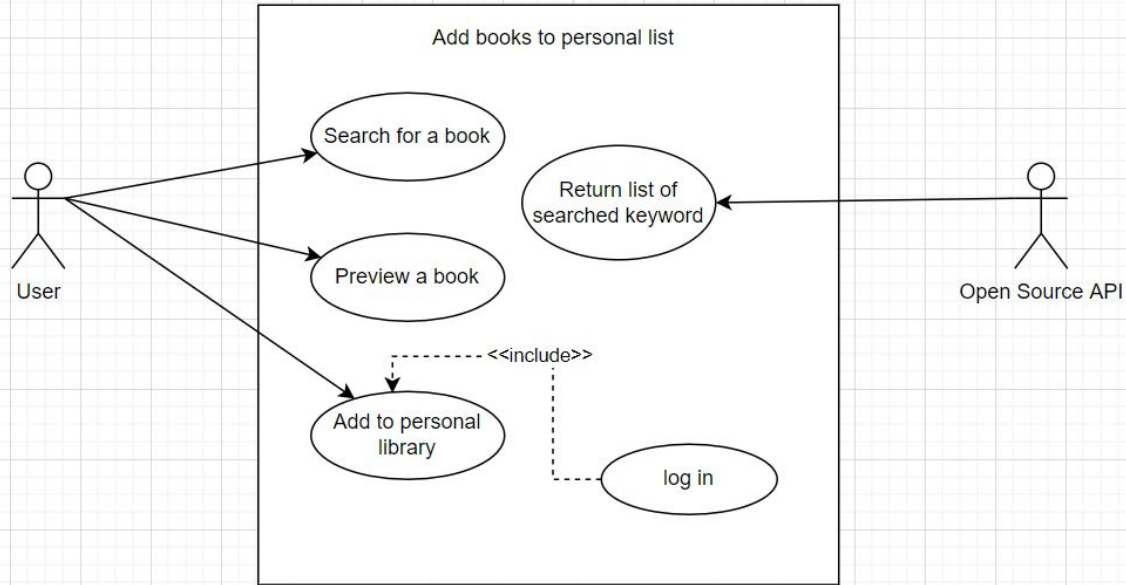 Add books to personal list
Search for a book
Return list of
searched keyword
Preview a book
User
Open Source API
<<include>>
Add to personal
library
log in